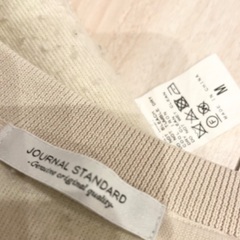 JOURNAL STANDARD
-Genuine original quality-
M